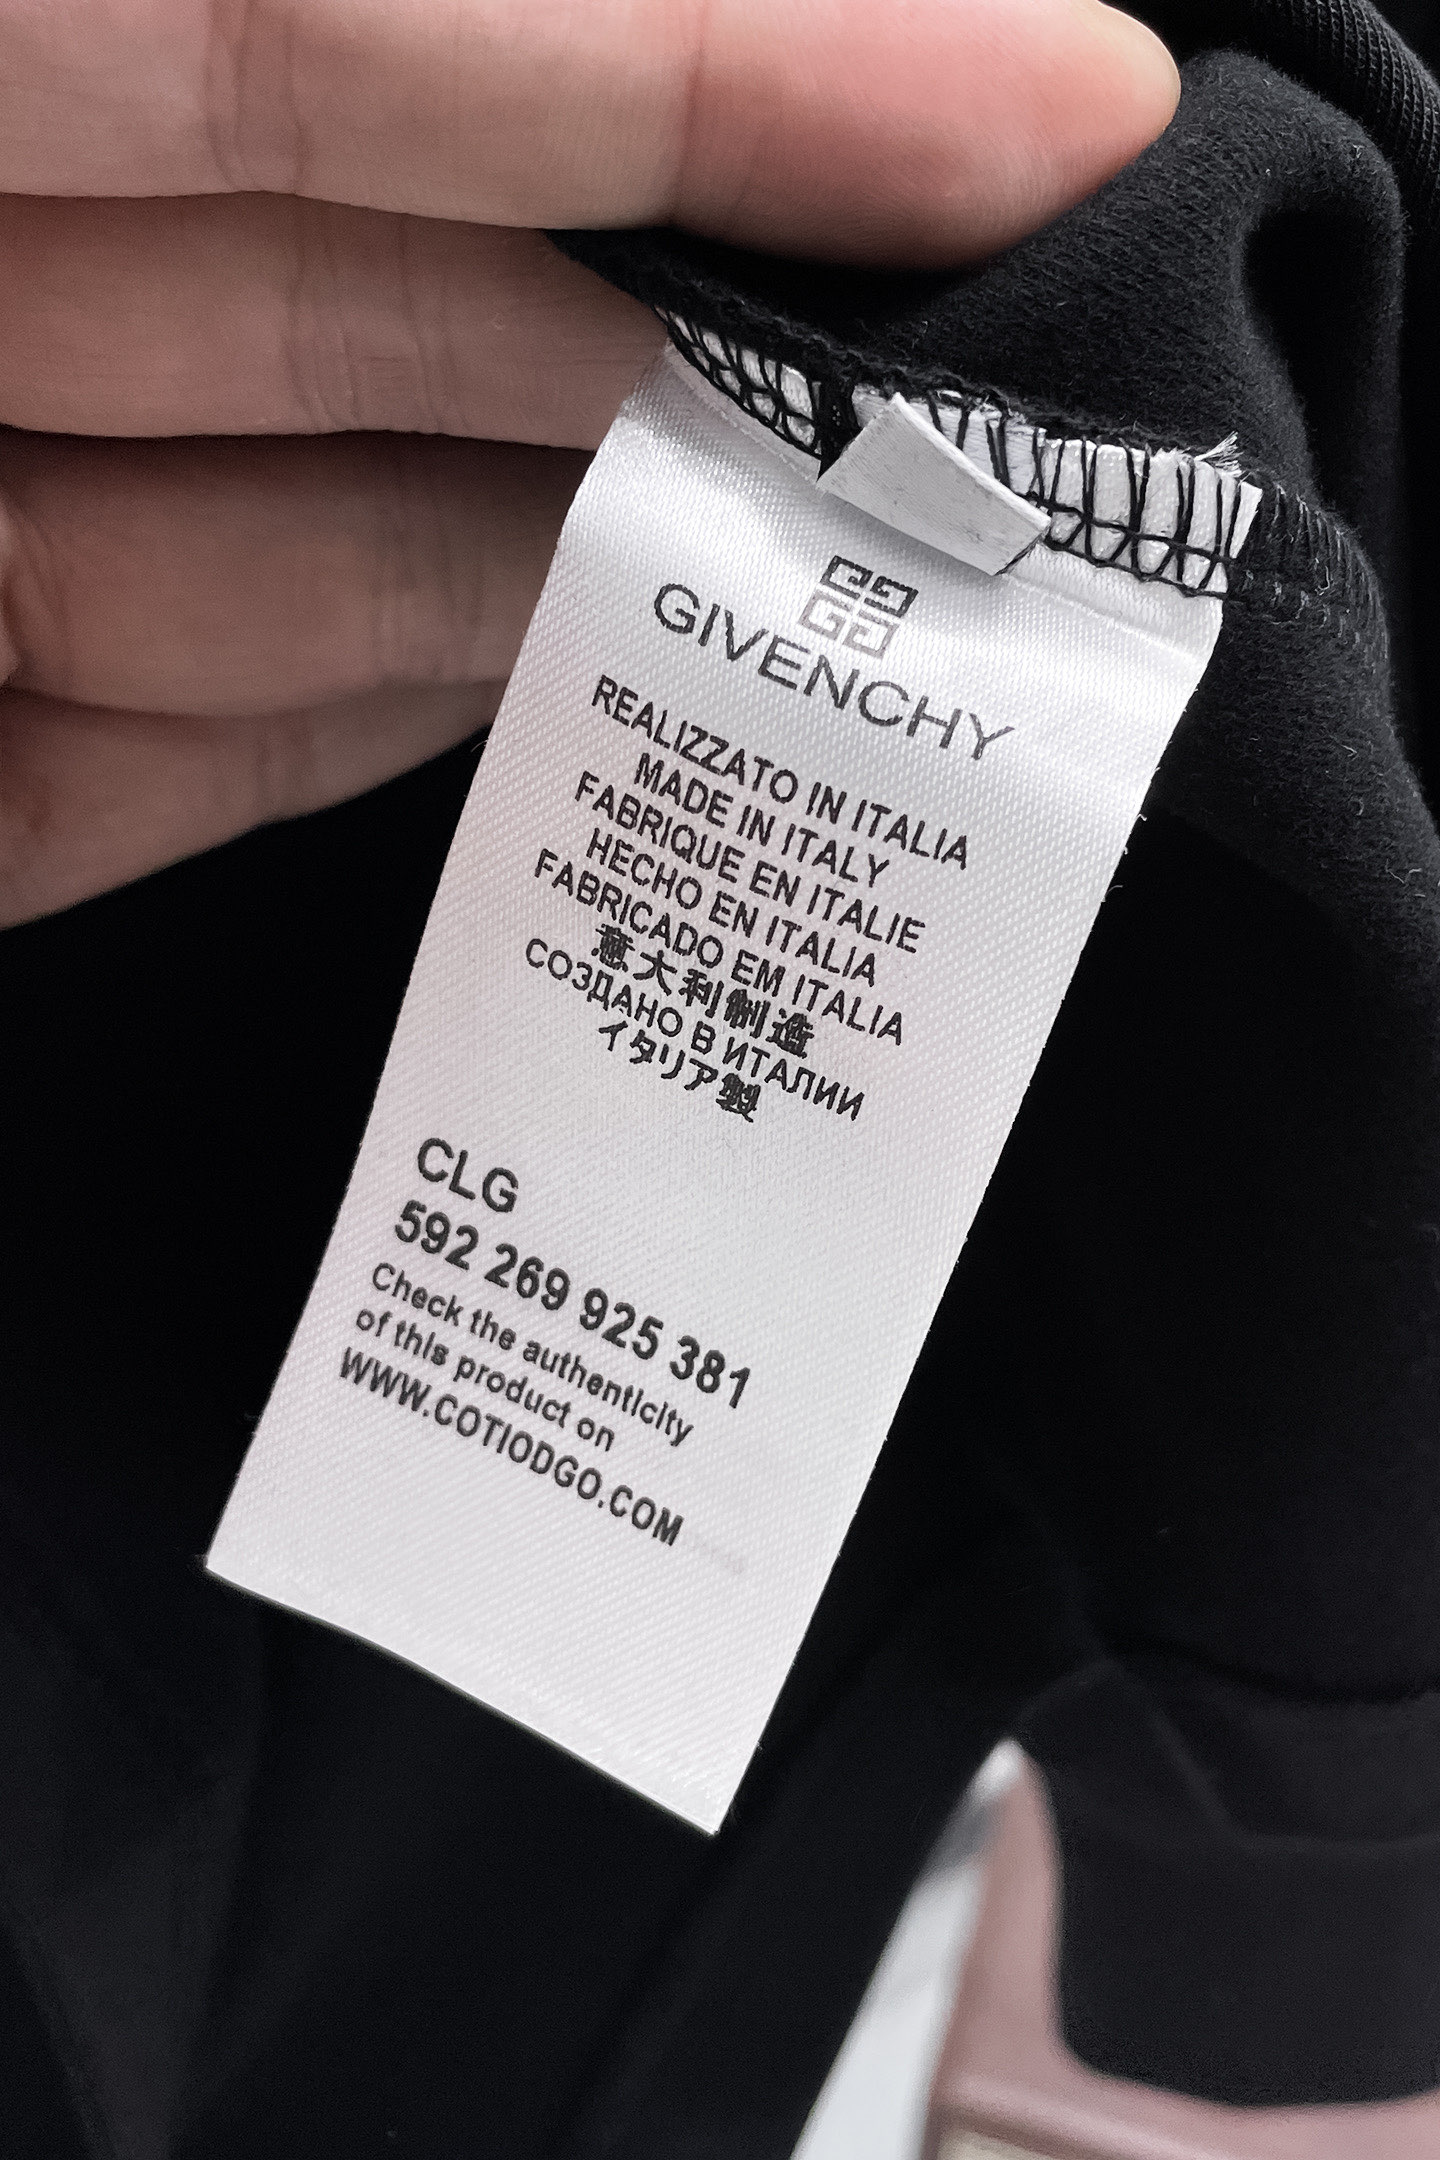 GIVENCHY
REALIZZATO IN ITALIA
MADE IN ITALY
FABRIQUE EN ITALIE
HECHO EN ITALIA
FABRICADO EM ITALIA
意大利制造
СОЗДАНО В ИТАЛИИ
イタリア製
CLG
592 269 925 381
Check the authenticity
of this product on
WWW.COTIODGO.COM